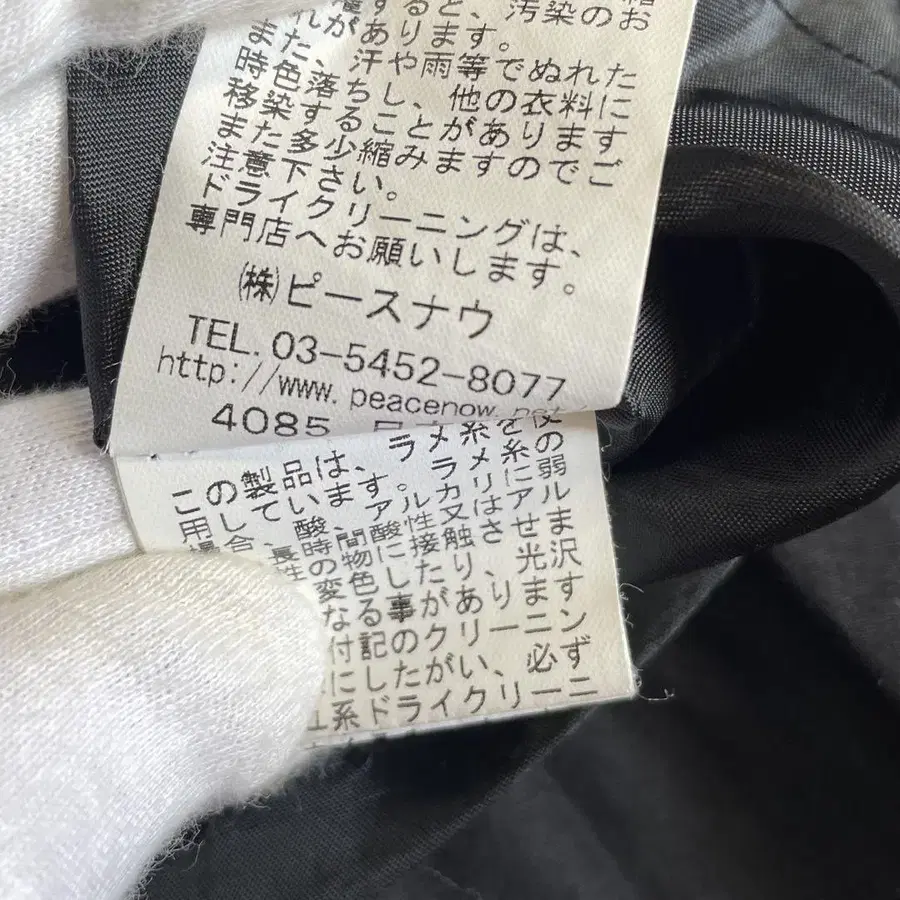 すると、汚染のお
れがあります。
また、汗や雨等でぬれた
時色落ちし、他の衣料に
移染することがあります
また多少縮みますのでご
注意下さい。
ドライクリーニングは、
専門店へお願いします。
㈱ピースナウ
TEL. 03-5452-8077
http://www.peacenow.net
4085
この製品は、ラメ糸を使
用しています。ラメ糸の弱
酸、アルカリに
長時間酸性又はアル
性の物に接触させま
変色したり、光沢
なる事があります
付記のクリーニン
にしたがい、必ず
系ドライクリーニ